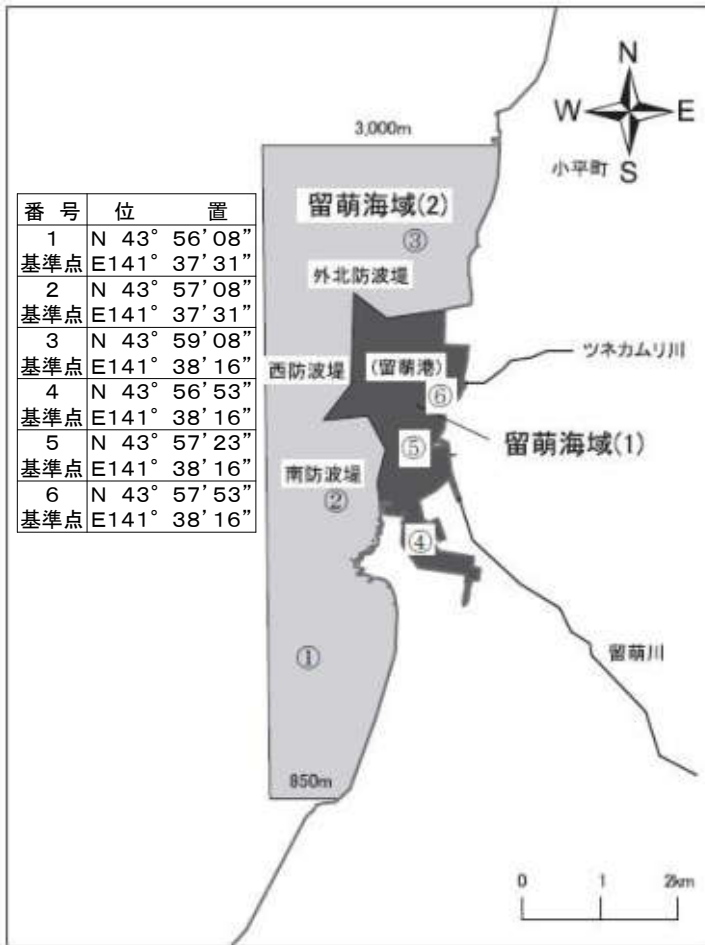 N
W E
S
3,000m
小平町
留萌海域(2)
③
外北防波堤
番 号 位 置
1 N 43° 56’08”
基準点 E141° 37’31”
2 N 43° 57’08”
基準点 E141° 37’31”
3 N 43° 59’08”
基準点 E141° 38’16”
4 N 43° 56’53”
基準点 E141° 38’16”
5 N 43° 57’23”
基準点 E141° 38’16”
6 N 43° 57’53”
基準点 E141° 38’16”
ツネカムリ川
西防波堤
(留萌港)
⑥
留萌海域(1)
⑤
南防波堤
②
④
留萌川
①
850m
0 1 2km